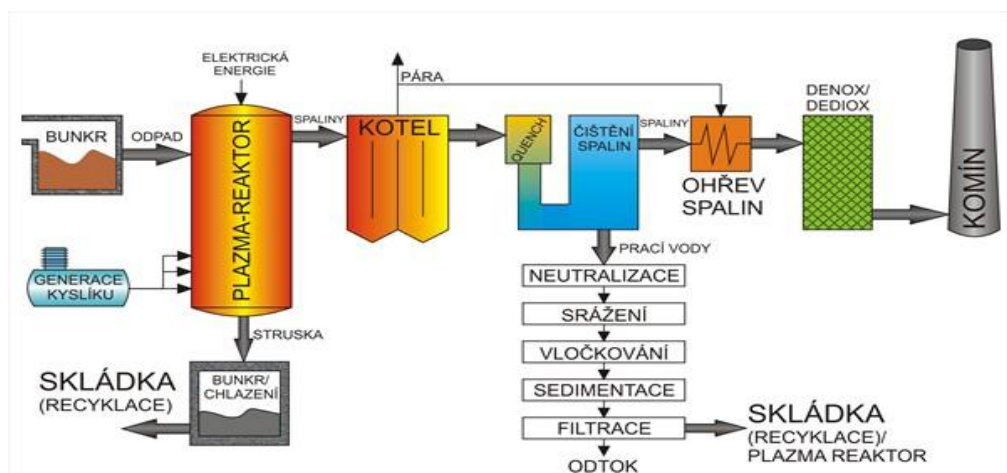 ELEKTRICKÁ
ENERGIE
BUNKR
ODPAD
PLAZMA-REAKTOR
GENERACE
KYSLÍKU
STRUSKA
BUNKR/
CHLAZENÍ
SKLÁDKA
(RECYKLACE)
SPALINY
KOTEL
PÁRA
QUENCH
ČIŠTĚNÍ
SPALIN
SPALINY
OHŘEV
SPALIN
DENOX/
DEDIOX
KOMÍN
PRACÍ VODY
NEUTRALIZACE
SRÁŽENÍ
VLOČKOVÁNÍ
SEDIMENTACE
FILTRACE
ODTOK
SKLÁDKA
(RECYKLACE)/
PLAZMA REAKTOR